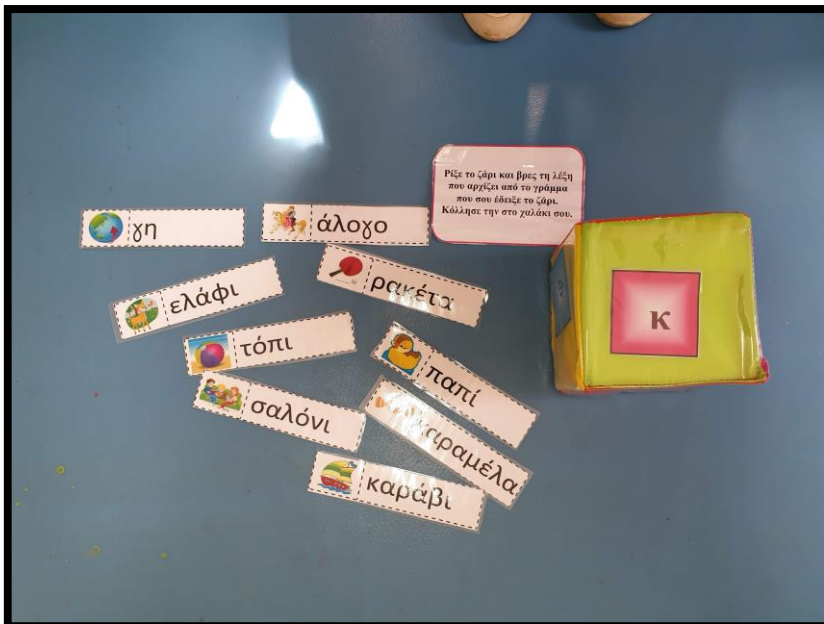 Ρίξε το ζάρι και βρες τη λέξη
που αρχίζει από το γράμμα
που σου έδειξε το ζάρι.
Κόλλησε την στο χαλάκι σου.
γη
άλογο
ελάφι
ρακέτα
τόπι
παπί
σαλόνι
καραμέλα
καράβι
κ